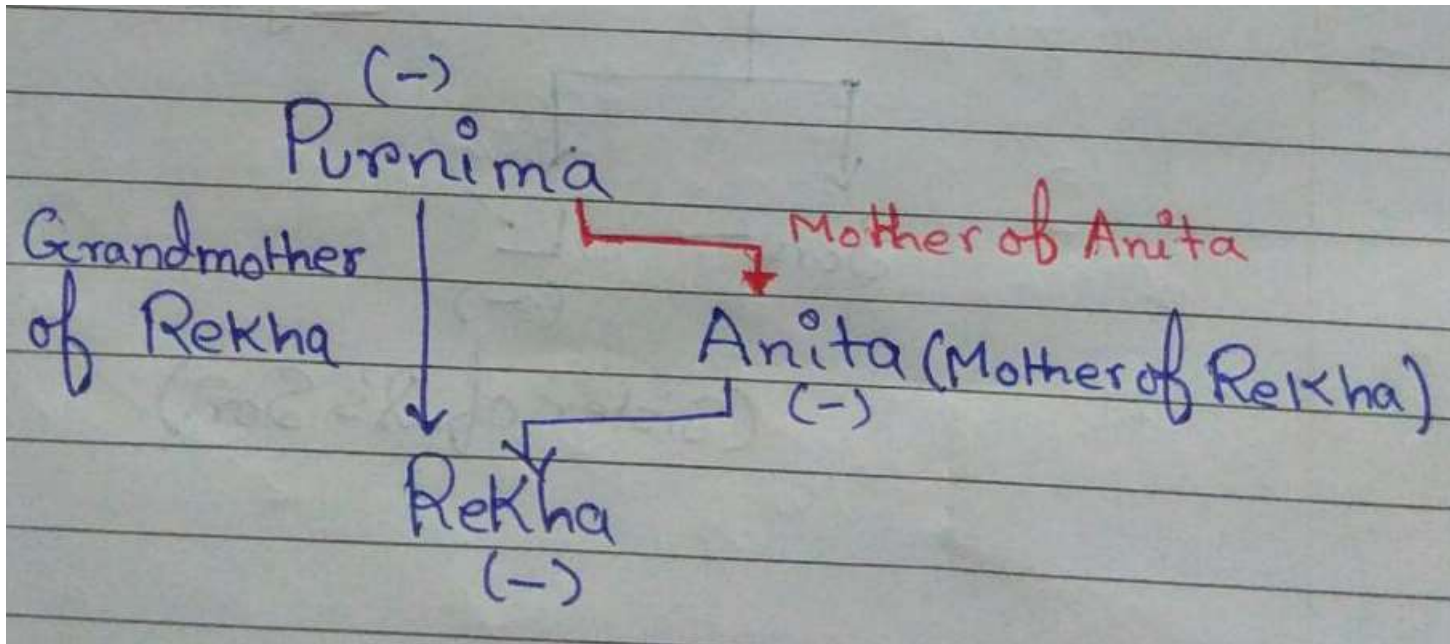 (-)
Purnima
Grandmother
of Rekha
Mother of Anita
Anita (Mother of Rekha)
(-)
Rekha
(-)